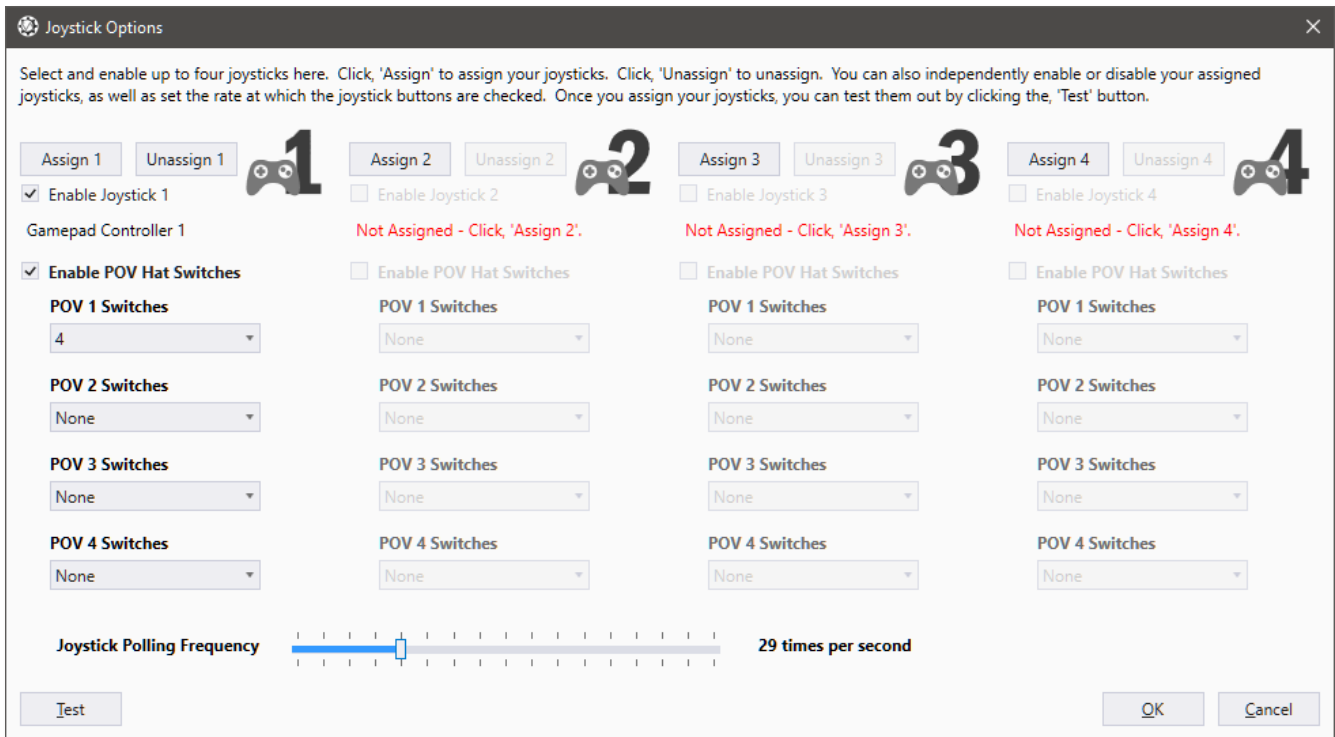 Joystick Options
Select and enable up to four joysticks here.  Click, 'Assign' to assign your joysticks.  Click, 'Unassign' to unassign.  You can also independently enable or disable your assigned
joysticks, as well as set the rate at which the joystick buttons are checked.  Once you assign your joysticks, you can test them out by clicking the, 'Test' button.
Assign 1 Unassign 1 1 Assign 2 Unassign 2 2 Assign 3 Unassign 3 3 Assign 4 Unassign 4 4
Enable Joystick 1 Enable Joystick 2 Enable Joystick 3 Enable Joystick 4
Gamepad Controller 1 Not Assigned - Click, 'Assign 2'. Not Assigned - Click, 'Assign 3'. Not Assigned - Click, 'Assign 4'.
Enable POV Hat Switches Enable POV Hat Switches Enable POV Hat Switches Enable POV Hat Switches
POV 1 Switches POV 1 Switches POV 1 Switches POV 1 Switches
4 None None None
POV 2 Switches POV 2 Switches POV 2 Switches POV 2 Switches
None None None None
POV 3 Switches POV 3 Switches POV 3 Switches POV 3 Switches
None None None None
POV 4 Switches POV 4 Switches POV 4 Switches POV 4 Switches
None None None None
Joystick Polling Frequency 29 times per second
Test OK Cancel